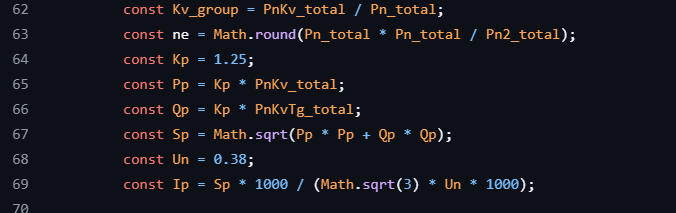 62 const Kv_group = PnKv_total / Pn_total;
63 const ne = Math.round(Pn_total * Pn_total / Pn2_total);
64 const Kp = 1.25;
65 const Pp = Kp * PnKv_total;
66 const Qp = Kp * PnKvTg_total;
67 const Sp = Math.sqrt(Pp * Pp + Qp * Qp);
68 const Un = 0.38;
69 const Ip = Sp * 1000 / (Math.sqrt(3) * Un * 1000);
70